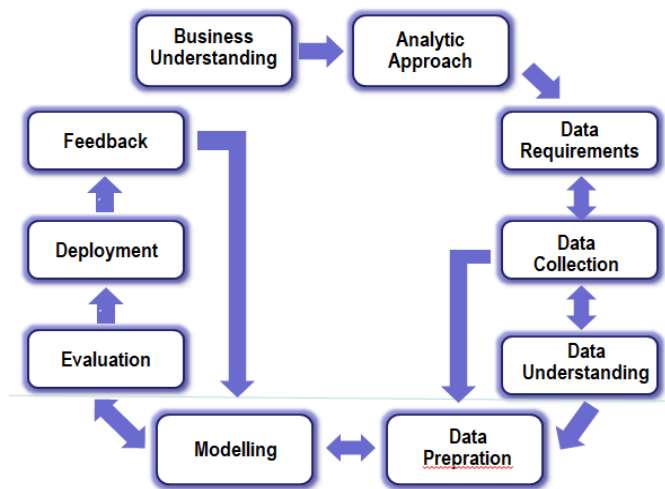 Business
Understanding
Analytic
Approach
Data
Requirements
Data
Collection
Data
Understanding
Data
Prepration
Modelling
Evaluation
Deployment
Feedback